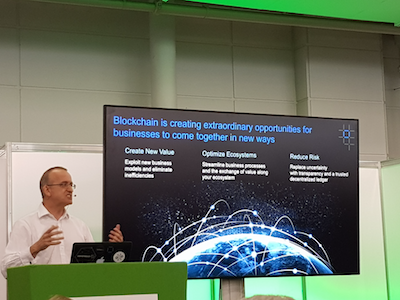 Blockchain is creating extraordinary opportunities for
businesses to come together in new ways
Create New Value
Exploit new business
models and eliminate
inefficiencies
Optimize Ecosystems
Streamline business processes
and the exchange of value along
your ecosystem
Reduce Risk
Replace uncertainty
with transparency and a trusted
decentralized ledger